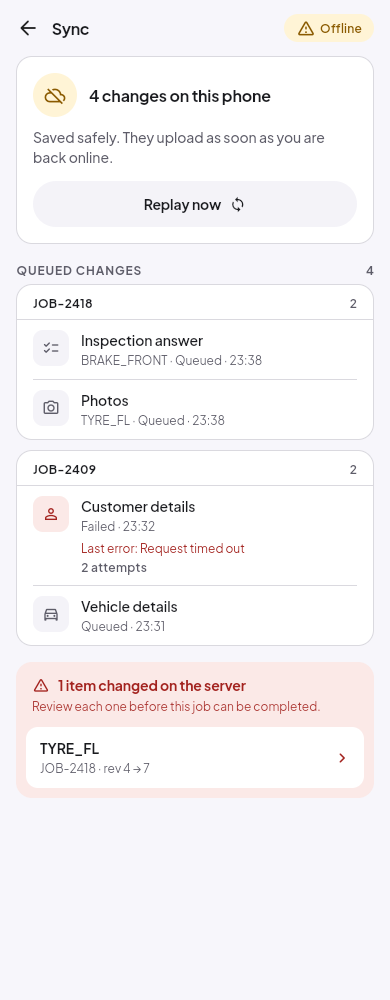 Sync
Offline
4 changes on this phone
Saved safely. They upload as soon as you are
back online.
Replay now
QUEUED CHANGES
4
JOB-2418
2
Inspection answer
BRAKE_FRONT · Queued · 23:38
Photos
TYRE_FL · Queued · 23:38
JOB-2409
2
Customer details
Failed · 23:32
Last error: Request timed out
2 attempts
Vehicle details
Queued · 23:31
1 item changed on the server
Review each one before this job can be completed.
TYRE_FL
JOB-2418 · rev 4 → 7